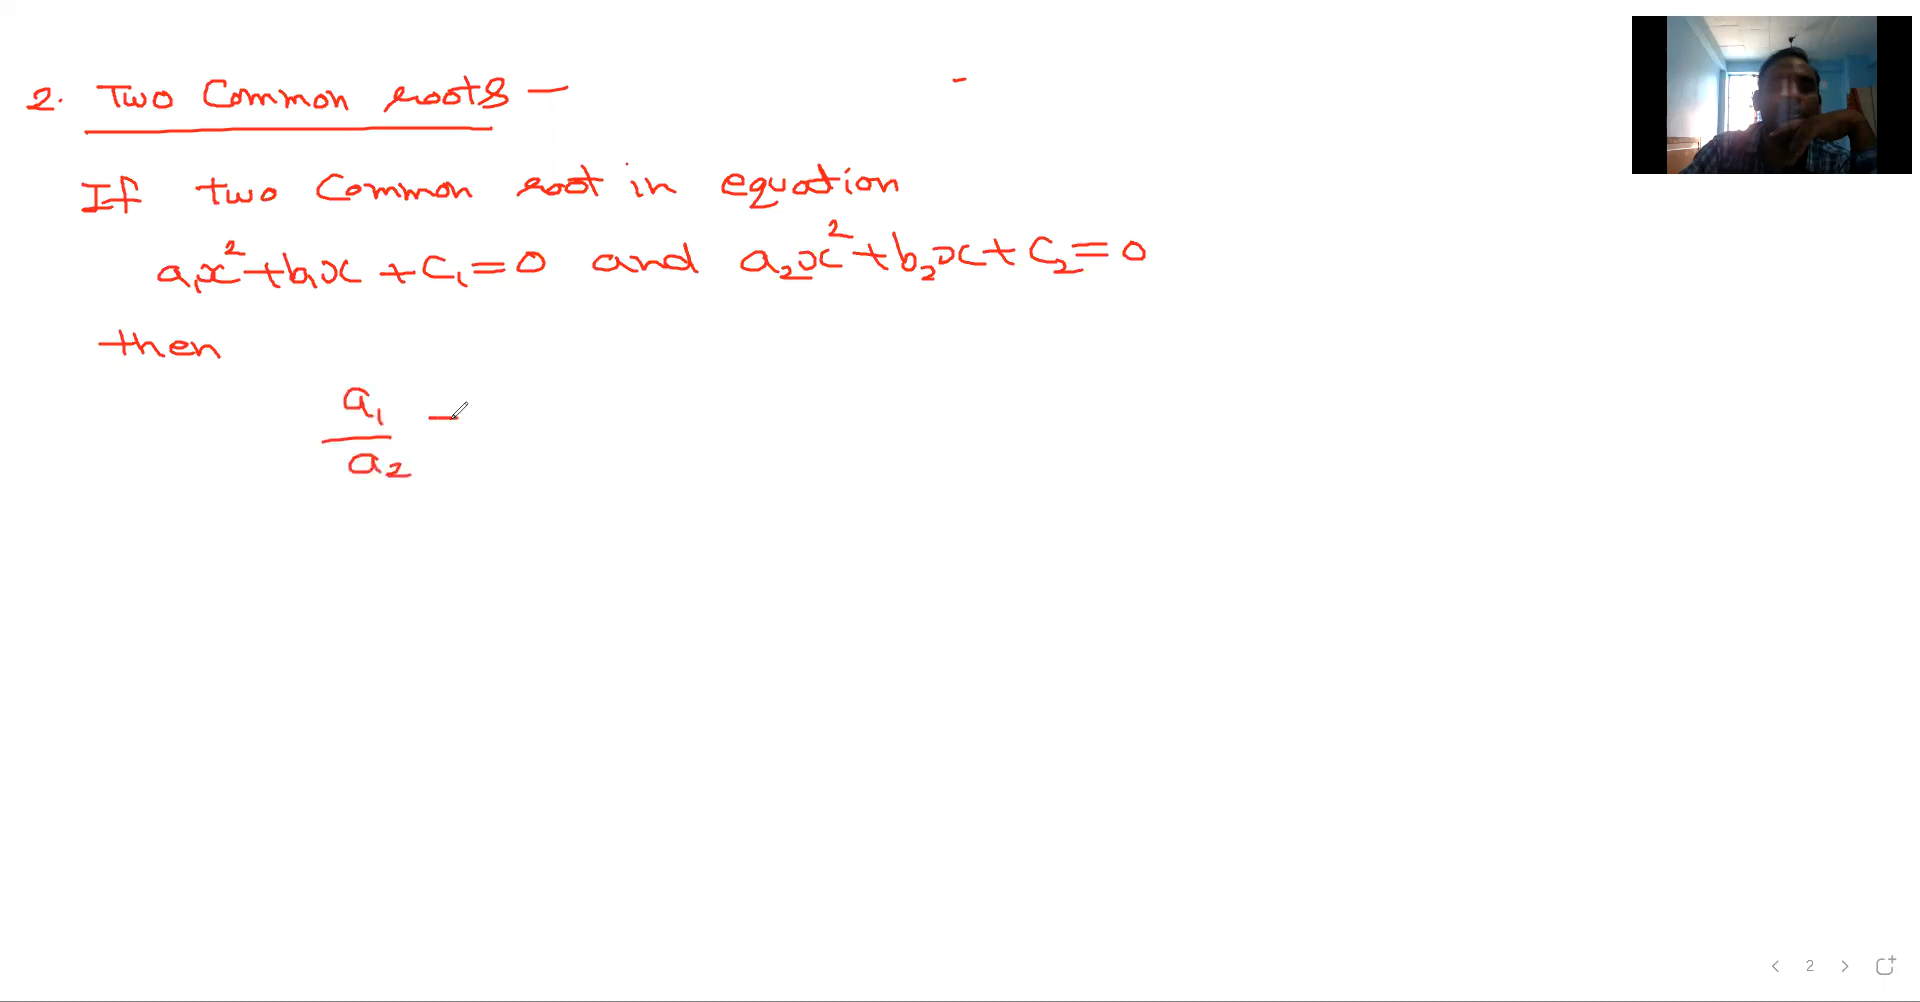 2. Two Common roots –
If two Common root in equation
a₁x²+b₁x+C₁=0 and a₂x²+b₂x+C₂=0
then
a₁/a₂ –
2